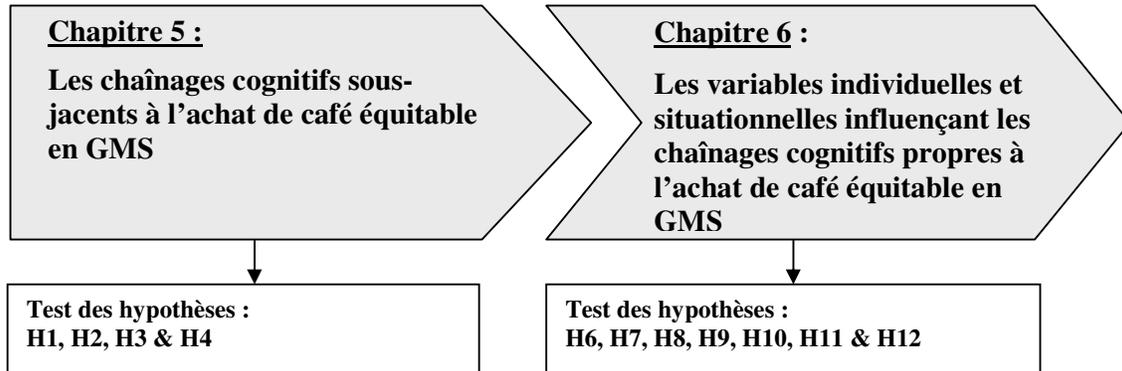 Chapitre 5 :
Les chaînages cognitifs sous-
jacents à l’achat de café équitable
en GMS
Test des hypothèses :
H1, H2, H3 & H4
Chapitre 6 :
Les variables individuelles et
situationnelles influençant les
chaînages cognitifs propres à
l’achat de café équitable en
GMS
Test des hypothèses :
H6, H7, H8, H9, H10, H11 & H12